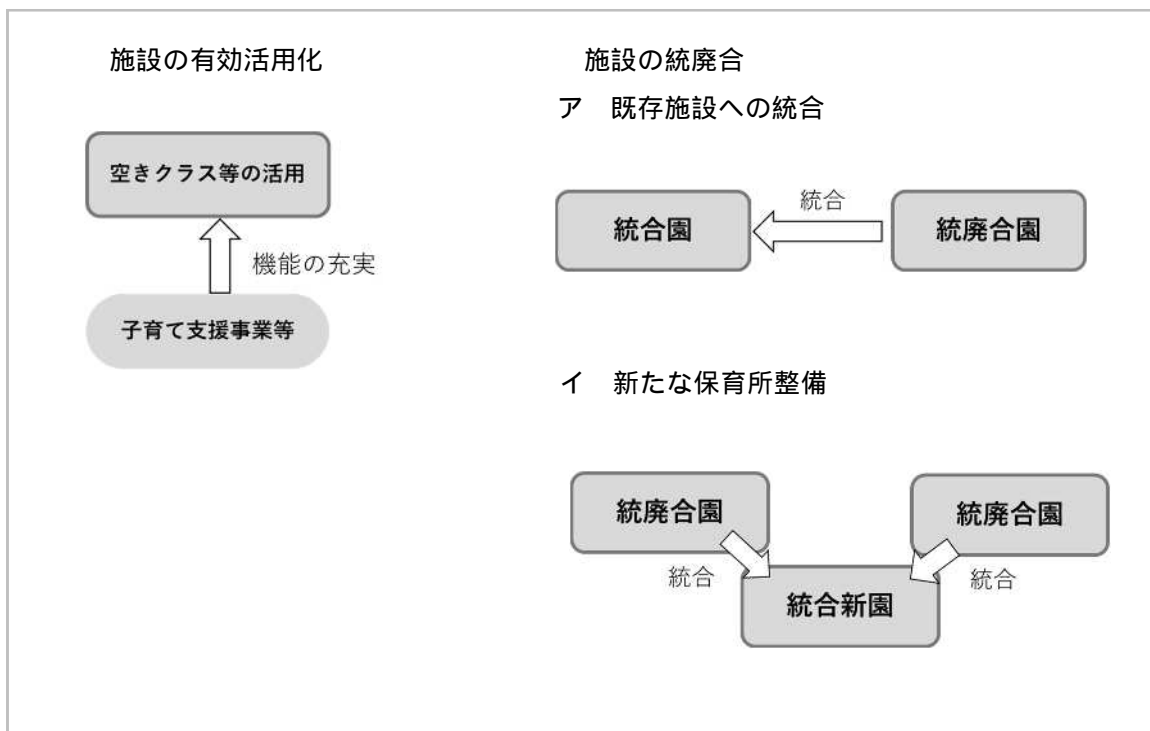 施設の有効活用化
空きクラス等の活用
機能の充実
子育て支援事業等
施設の統廃合
ア　既存施設への統合
統合園
統合
統廃合園
イ　新たな保育所整備
統廃合園
統廃合園
統合
統合
統合新園